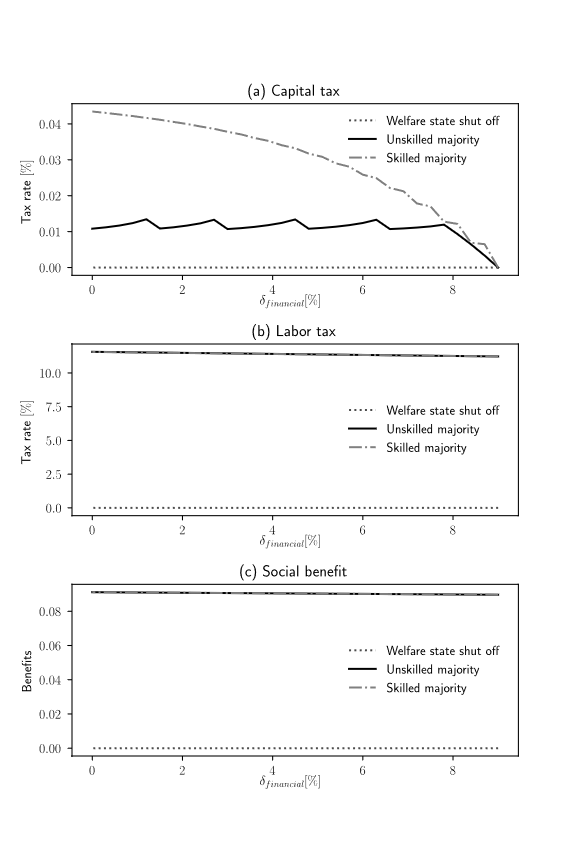 (a) Capital tax
Tax rate [%]
0.04
0.03
0.02
0.01
0.00
Welfare state shut off
Unskilled majority
Skilled majority
0 2 4 6 8
δfinancial[%]
(b) Labor tax
Tax rate [%]
10.0
7.5
5.0
2.5
0.0
Welfare state shut off
Unskilled majority
Skilled majority
0 2 4 6 8
δfinancial[%]
(c) Social benefit
Benefits
0.08
0.06
0.04
0.02
0.00
Welfare state shut off
Unskilled majority
Skilled majority
0 2 4 6 8
δfinancial[%]